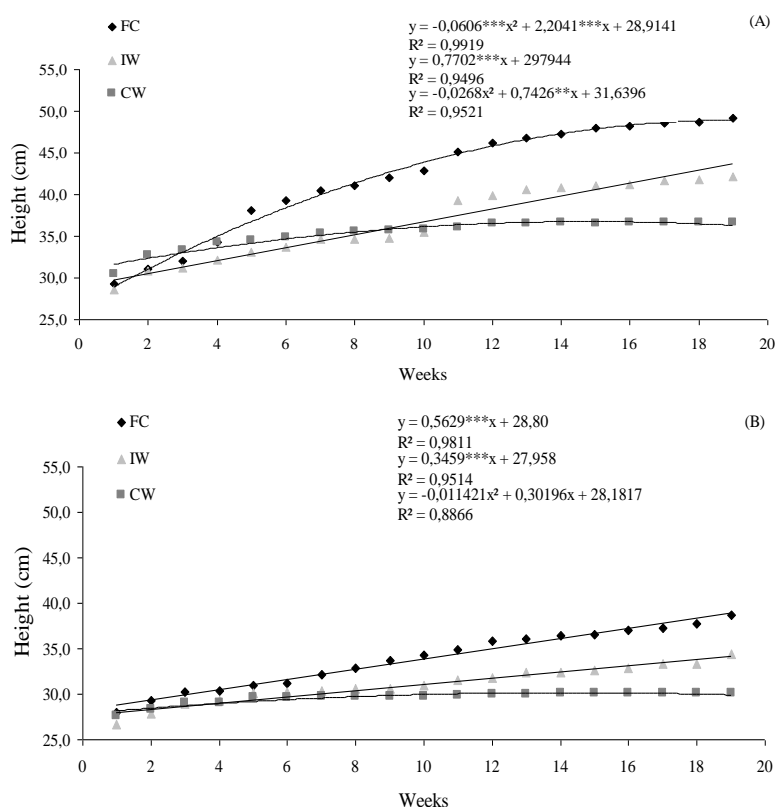 FC y = -0,0606***x² + 2,2041***x + 28,9141 (A)
R² = 0,9919
IW y = 0,7702***x + 297944
R² = 0,9496
CW y = -0,0268x² + 0,7426**x + 31,6396
R² = 0,9521
55,0
50,0
45,0
40,0
35,0
30,0
25,0
Height (cm)
0 2 4 6 8 10 12 14 16 18 20
Weeks
FC y = 0,5629***x + 28,80 (B)
R² = 0,9811
IW y = 0,3459***x + 27,958
R² = 0,9514
CW y = -0,011421x² + 0,30196x + 28,1817
R² = 0,8866
55,0
50,0
45,0
40,0
35,0
30,0
25,0
Height (cm)
0 2 4 6 8 10 12 14 16 18 20
Weeks